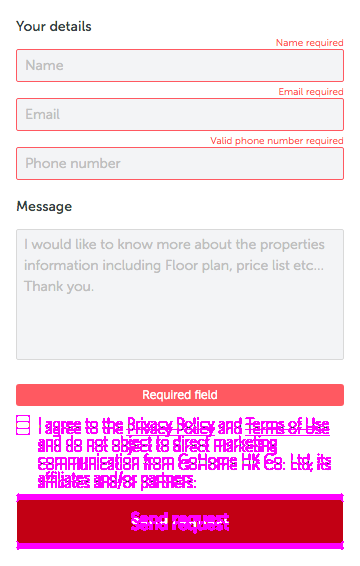 Your details
Name required
Name
Email required
Email
Valid phone number required
Phone number
Message
I would like to know more about the properties
information including Floor plan, price list etc...
Thank you.
Required field
I agree to the Privacy Policy and Terms of Use
and do not object to direct marketing
communication from GoHome HK Co. Ltd, its
affiliates and/or partners.
Send request